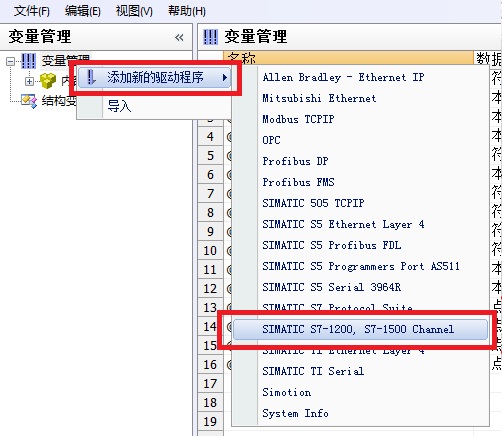 文件(F) 编辑(E) 视图(V) 帮助(H)
变量管理 «
变量管理
名称
数据
变量管理
添加新的驱动程序
导入
结构变
Allen Bradley - Ethernet IP
Mitsubishi Ethernet
Modbus TCPIP
OPC
Profibus DP
Profibus FMS
SIMATIC 505 TCPIP
SIMATIC S5 Ethernet Layer 4
SIMATIC S5 Profibus FDL
SIMATIC S5 Programmers Port AS511
SIMATIC S5 Serial 3964R
SIMATIC S7 Protocol Suite
SIMATIC S7-1200, S7-1500 Channel
SIMATIC TI Ethernet Layer 4
SIMATIC TI Serial
Simotion
System Info
3
4
5
6
7
8
9
10
11
12
13
14
15
16
17
18
19